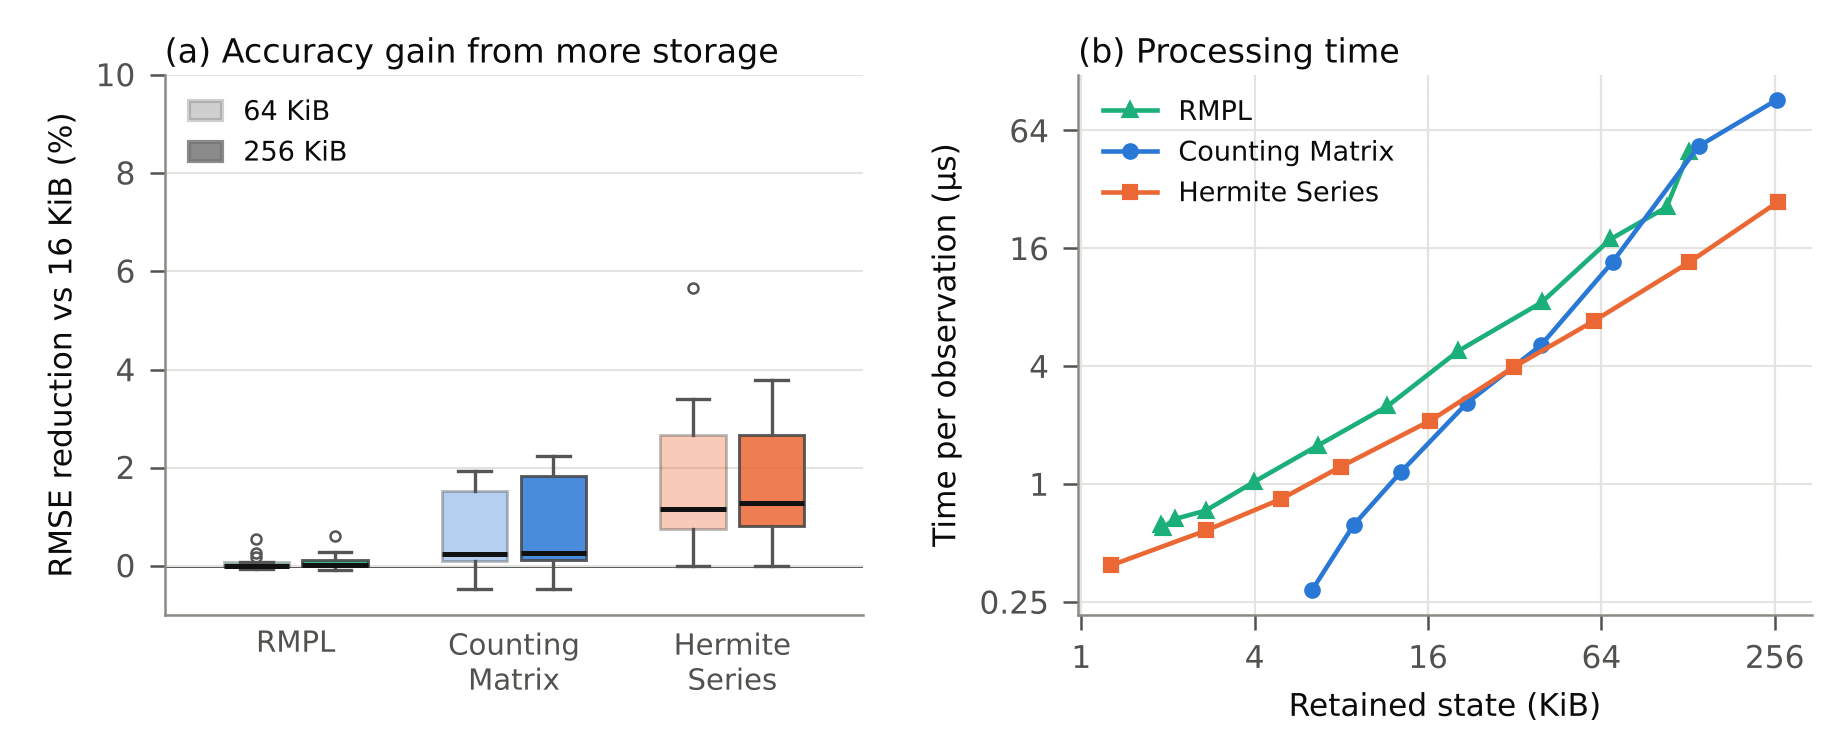 (a) Accuracy gain from more storage
RMSE reduction vs 16 KiB (%)
10
8
6
4
2
0
64 KiB
256 KiB
RMPL
Counting
Matrix
Hermite
Series
(b) Processing time
Time per observation (µs)
64
16
4
1
0.25
RMPL
Counting Matrix
Hermite Series
1
4
16
64
256
Retained state (KiB)